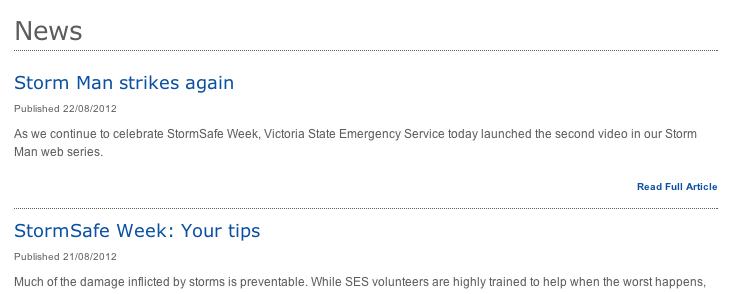 News
Storm Man strikes again
Published 22/08/2012
As we continue to celebrate StormSafe Week, Victoria State Emergency Service today launched the second video in our Storm
Man web series.
Read Full Article
StormSafe Week: Your tips
Published 21/08/2012
Much of the damage inflicted by storms is preventable. While SES volunteers are highly trained to help when the worst happens,